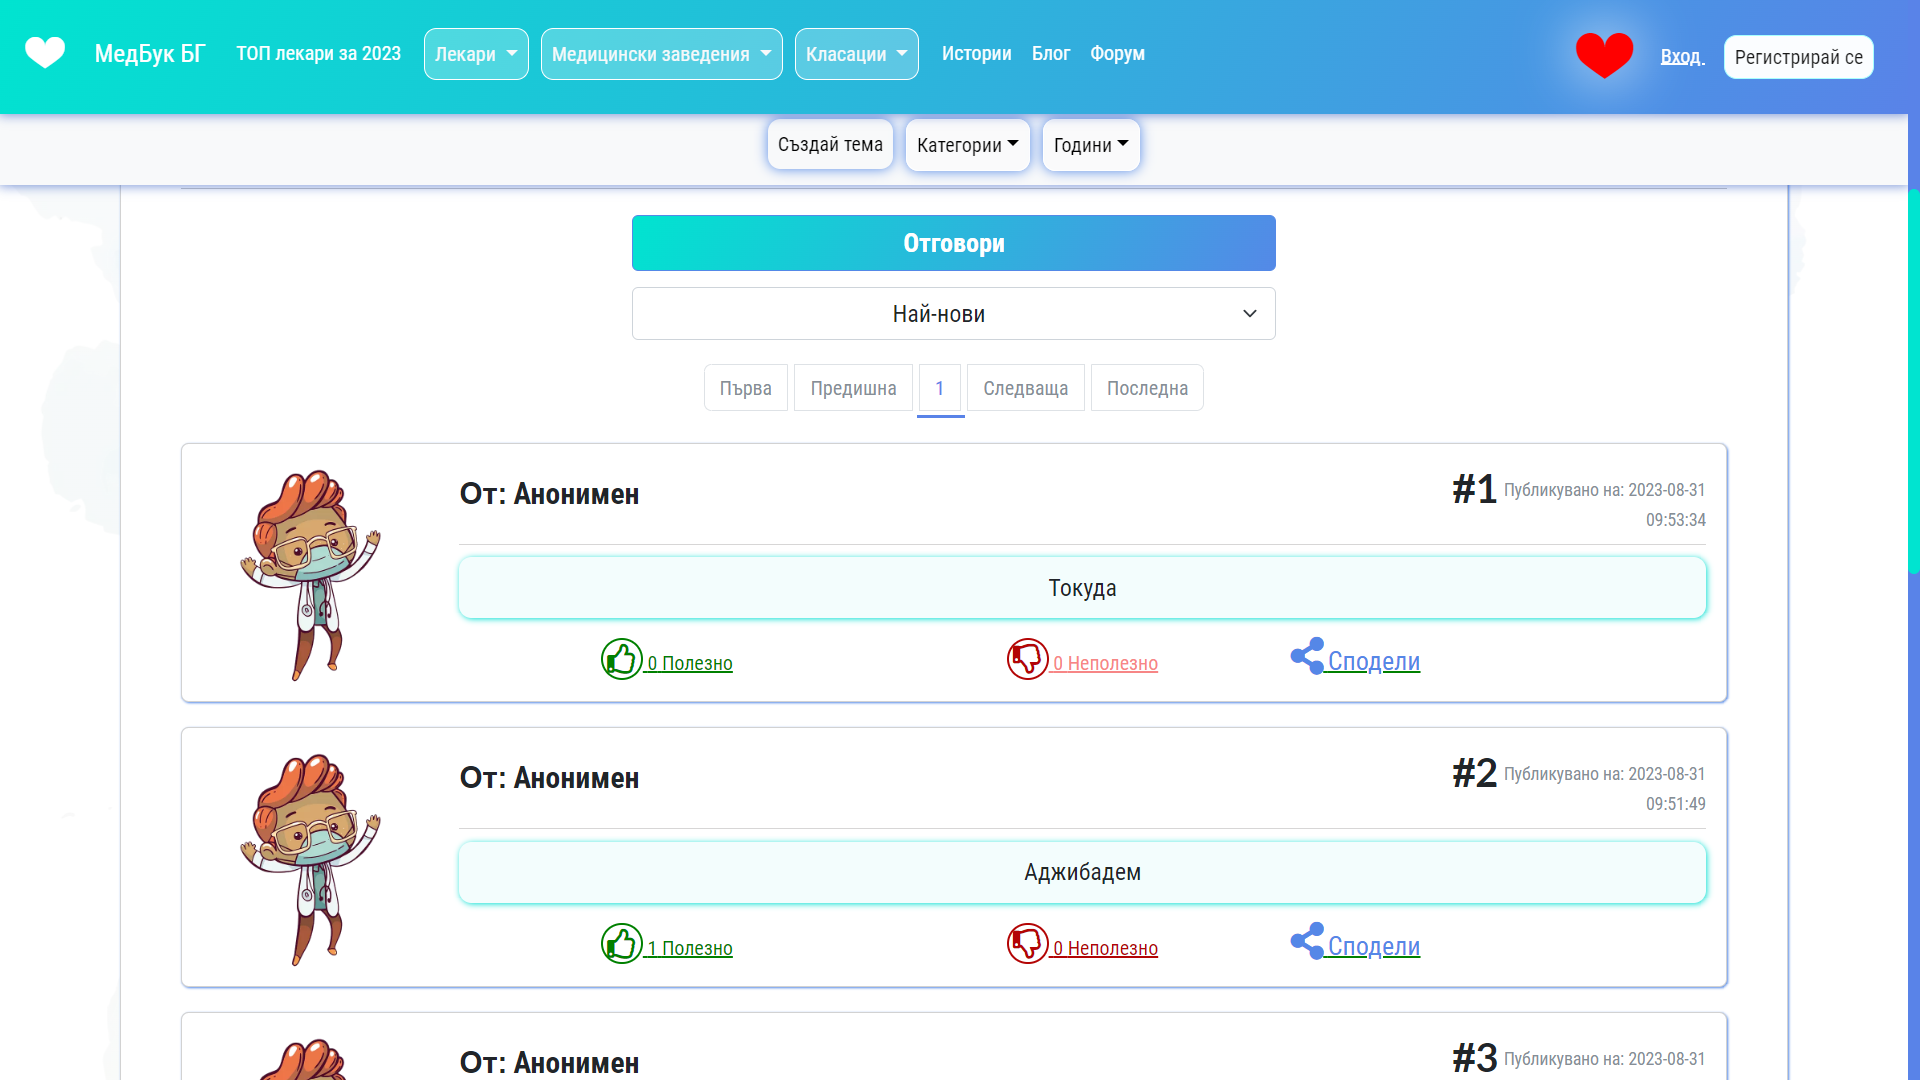 МедБук БГ ТОП лекари за 2023 Лекари Медицински заведения Класации Истории Блог Форум Вход Регистрирай се
Създай тема Категории Години
Отговори
Най-нови
Първа Предишна 1 Следваща Последна
От: Анонимен #1 Публикувано на: 2023-08-31
09:53:34
Токуда
0 Полезно 0 Неполезно Сподели
От: Анонимен #2 Публикувано на: 2023-08-31
09:51:49
Аджибадем
1 Полезно 0 Неполезно Сподели
От: Анонимен #3 Публикувано на: 2023-08-31